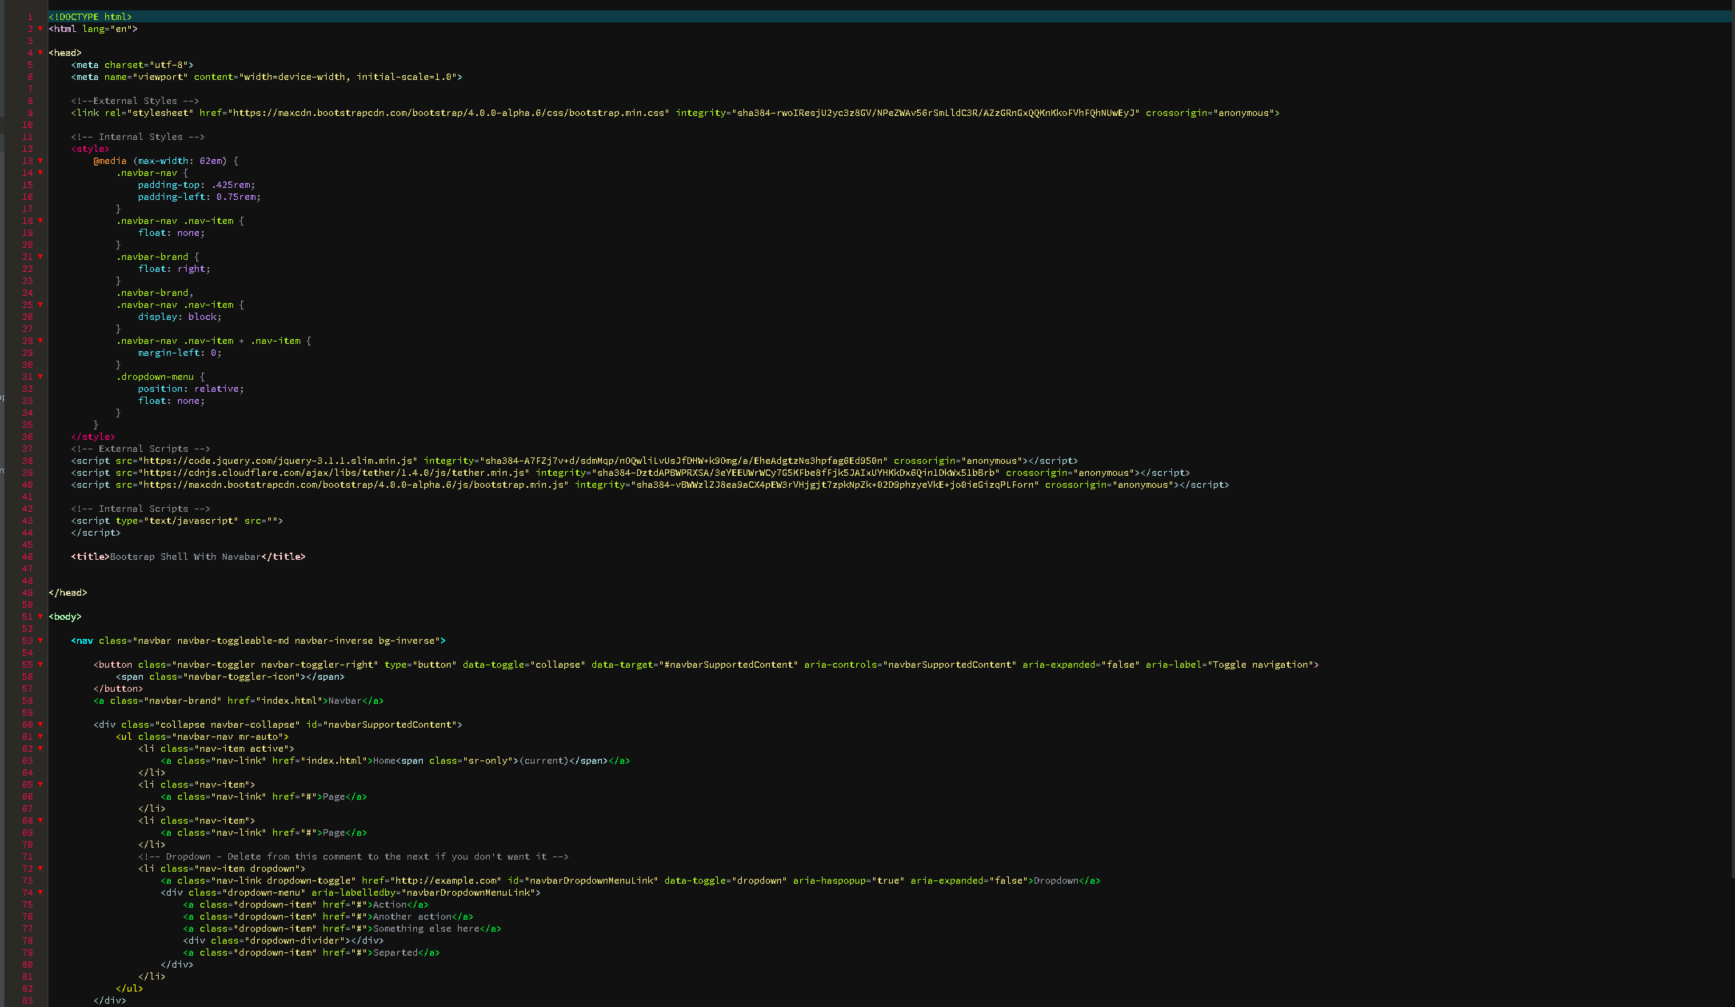 1 <!DOCTYPE html>
2 <html lang="en">
3
4 <head>
5 <meta charset="utf-8">
6 <meta name="viewport" content="width=device-width, initial-scale=1.0">
7
8 <!--External Styles -->
9 <link rel="stylesheet" href="https://maxcdn.bootstrapcdn.com/bootstrap/4.0.0-alpha.6/css/bootstrap.min.css" integrity="sha384-rwoIResjU2yc3z8GV/NPeZWAv56rSmLldC3R/AZzGRnGxQQKnKkoFVhFQhNUwEyJ" crossorigin="anonymous">
10
11 <!-- Internal Styles -->
12 <style>
13 @media (max-width: 62em) {
14 .navbar-nav {
15 padding-top: .425rem;
16 padding-left: 0.75rem;
17 }
18 .navbar-nav .nav-item {
19 float: none;
20 }
21 .navbar-brand {
22 float: right;
23 }
24 .navbar-brand,
25 .navbar-nav .nav-item {
26 display: block;
27 }
28 .navbar-nav .nav-item + .nav-item {
29 margin-left: 0;
30 }
31 .dropdown-menu {
32 position: relative;
33 float: none;
34 }
35 }
36 </style>
37 <!-- External Scripts -->
38 <script src="https://code.jquery.com/jquery-3.1.1.slim.min.js" integrity="sha384-A7FZj7v+d/sdmMqp/nOQwliLvUsJfDHW+k9Omg/a/EheAdgtzNs3hpfag6Ed950n" crossorigin="anonymous"></script>
39 <script src="https://cdnjs.cloudflare.com/ajax/libs/tether/1.4.0/js/tether.min.js" integrity="sha384-DztdAPBWPRXSA/3eYEEUWrWCy7G5KFbe8fFjk5JAIxUYHKkDx6Qin1DkWx51bBrb" crossorigin="anonymous"></script>
40 <script src="https://maxcdn.bootstrapcdn.com/bootstrap/4.0.0-alpha.6/js/bootstrap.min.js" integrity="sha384-vBWWzlZJ8ea9aCX4pEW3rVHjgjt7zpkNpZk+02D9phzyeVkE+jo0ieGizqPLForn" crossorigin="anonymous"></script>
41
42 <!-- Internal Scripts -->
43 <script type="text/javascript" src="">
44 </script>
45
46 <title>Bootsrap Shell With Navabar</title>
47
48
49 </head>
50
51 <body>
52
53 <nav class="navbar navbar-toggleable-md navbar-inverse bg-inverse">
54
55 <button class="navbar-toggler navbar-toggler-right" type="button" data-toggle="collapse" data-target="#navbarSupportedContent" aria-controls="navbarSupportedContent" aria-expanded="false" aria-label="Toggle navigation">
56 <span class="navbar-toggler-icon"></span>
57 </button>
58 <a class="navbar-brand" href="index.html">Navbar</a>
59
60 <div class="collapse navbar-collapse" id="navbarSupportedContent">
61 <ul class="navbar-nav mr-auto">
62 <li class="nav-item active">
63 <a class="nav-link" href="index.html">Home<span class="sr-only">(current)</span></a>
64 </li>
65 <li class="nav-item">
66 <a class="nav-link" href="#">Page</a>
67 </li>
68 <li class="nav-item">
69 <a class="nav-link" href="#">Page</a>
70 </li>
71 <!-- Dropdown - Delete from this comment to the next if you don't want it -->
72 <li class="nav-item dropdown">
73 <a class="nav-link dropdown-toggle" href="http://example.com" id="navbarDropdownMenuLink" data-toggle="dropdown" aria-haspopup="true" aria-expanded="false">Dropdown</a>
74 <div class="dropdown-menu" aria-labelledby="navbarDropdownMenuLink">
75 <a class="dropdown-item" href="#">Action</a>
76 <a class="dropdown-item" href="#">Another action</a>
77 <a class="dropdown-item" href="#">Something else here</a>
78 <div class="dropdown-divider"></div>
79 <a class="dropdown-item" href="#">Separted</a>
80 </div>
81 </li>
82 </ul>
83 </div>